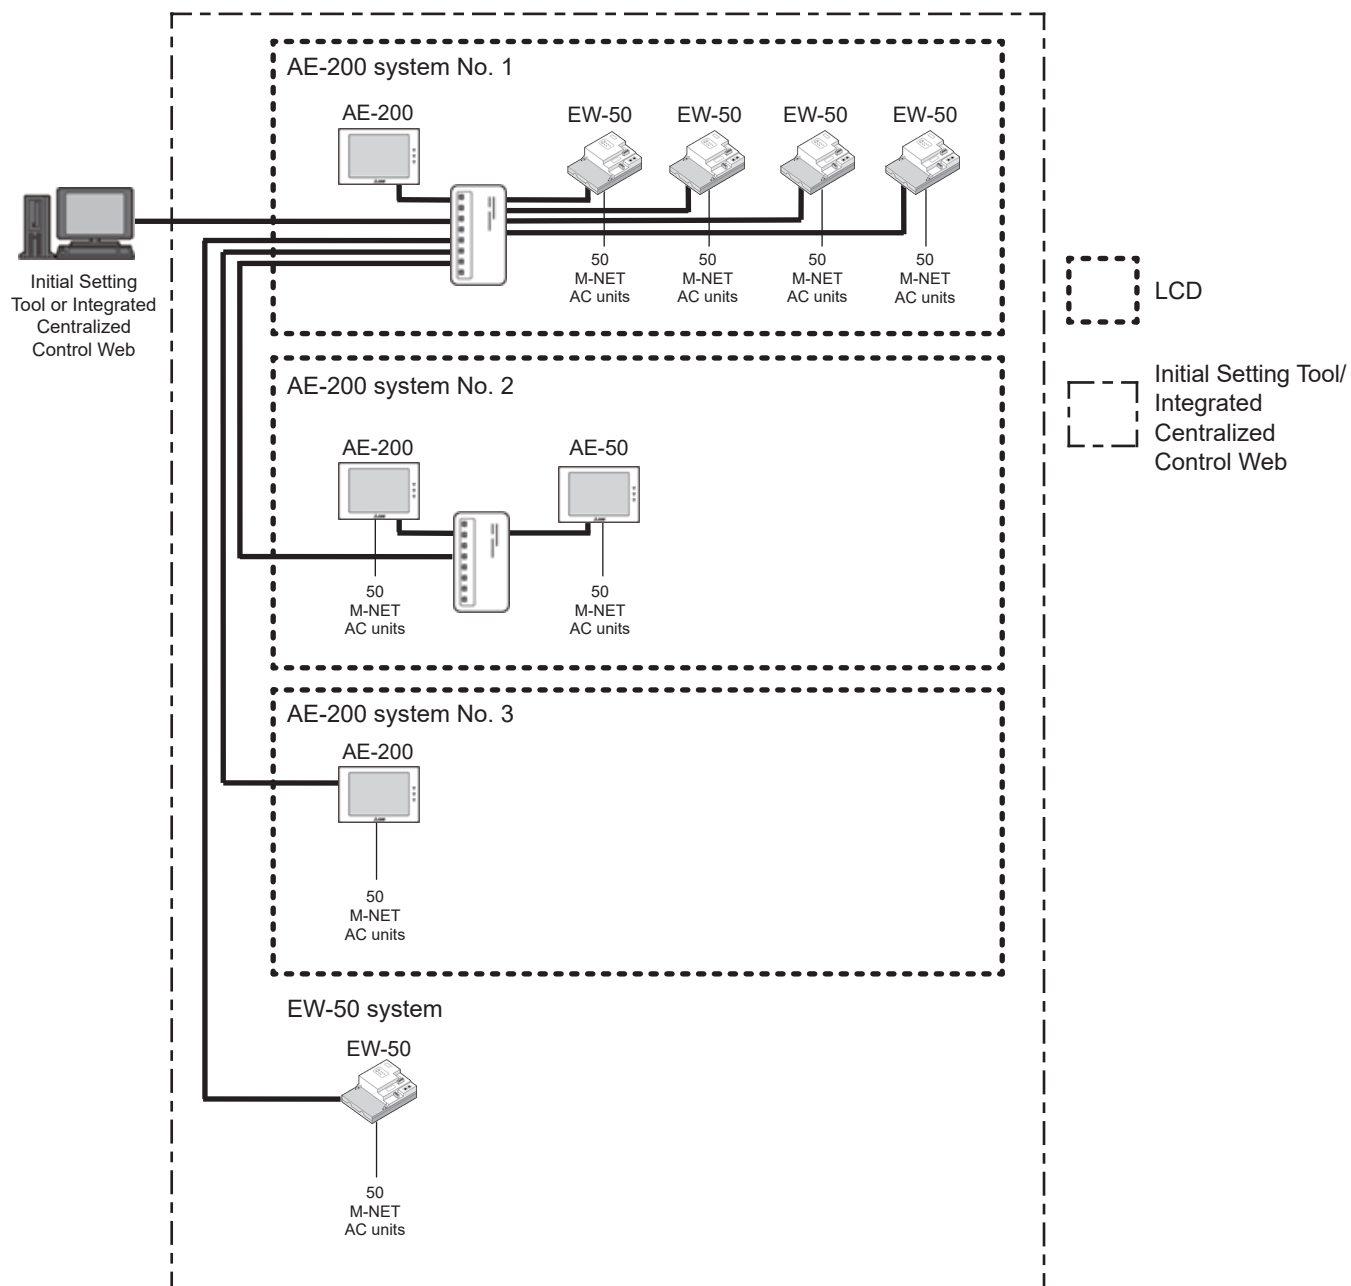 AE-200 system No. 1
AE-200
EW-50
EW-50
EW-50
EW-50
50
M-NET
AC units
50
M-NET
AC units
50
M-NET
AC units
50
M-NET
AC units
Initial Setting
Tool or Integrated
Centralized
Control Web
LCD
Initial Setting Tool/
Integrated
Centralized
Control Web
AE-200 system No. 2
AE-200
AE-50
50
M-NET
AC units
50
M-NET
AC units
AE-200 system No. 3
AE-200
50
M-NET
AC units
EW-50 system
EW-50
50
M-NET
AC units